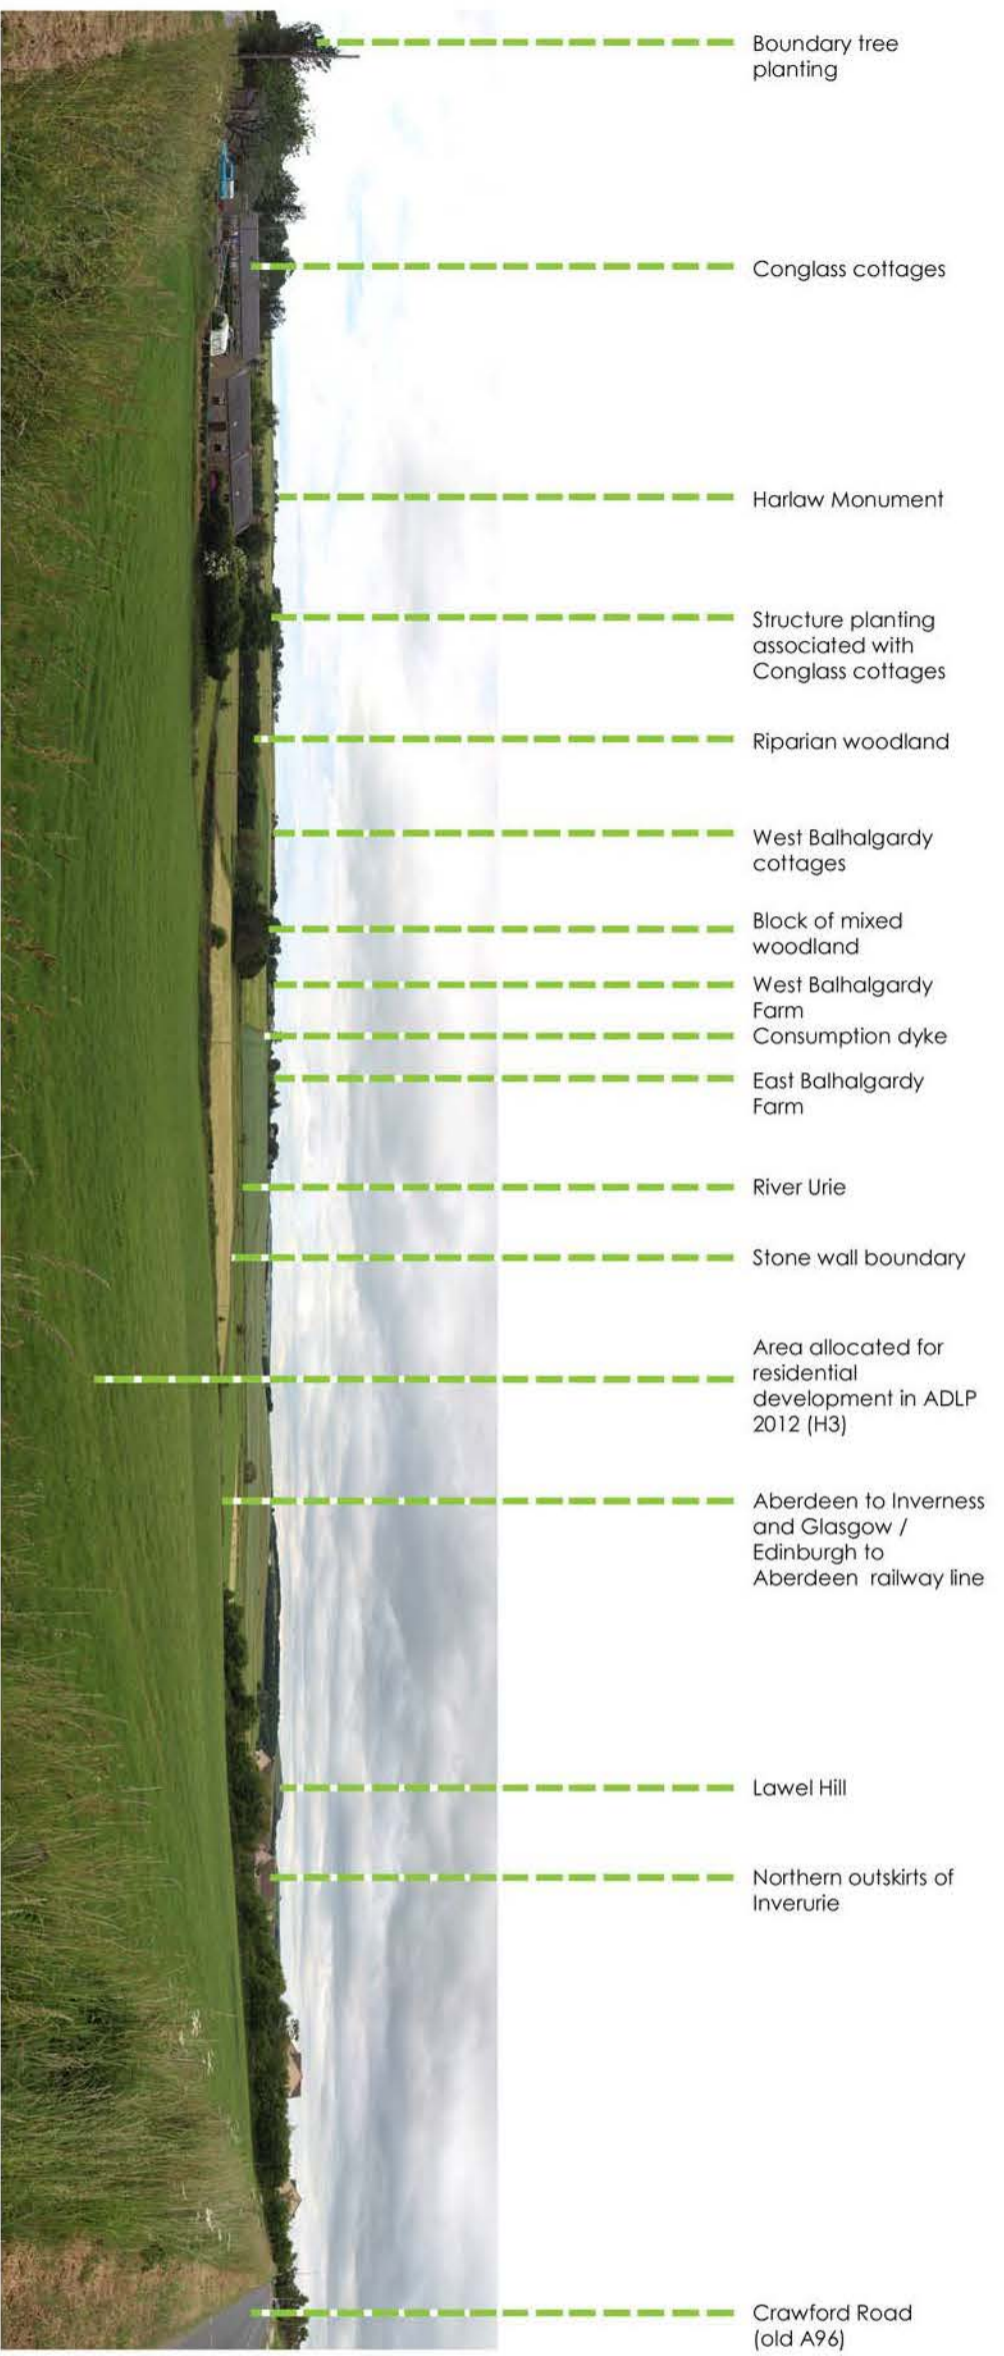 Boundary tree
planting
Conglass cottages
Harlaw Monument
Structure planting
associated with
Conglass cottages
Riparian woodland
West Balhalgardy
cottages
Block of mixed
woodland
West Balhalgardy
Farm
Consumption dyke
East Balhalgardy
Farm
River Urie
Stone wall boundary
Area allocated for
residential
development in ADLP
2012 (H3)
Aberdeen to Inverness
and Glasgow /
Edinburgh to
Aberdeen railway line
Lawel Hill
Northern outskirts of
Inverurie
Crawford Road
(old A96)